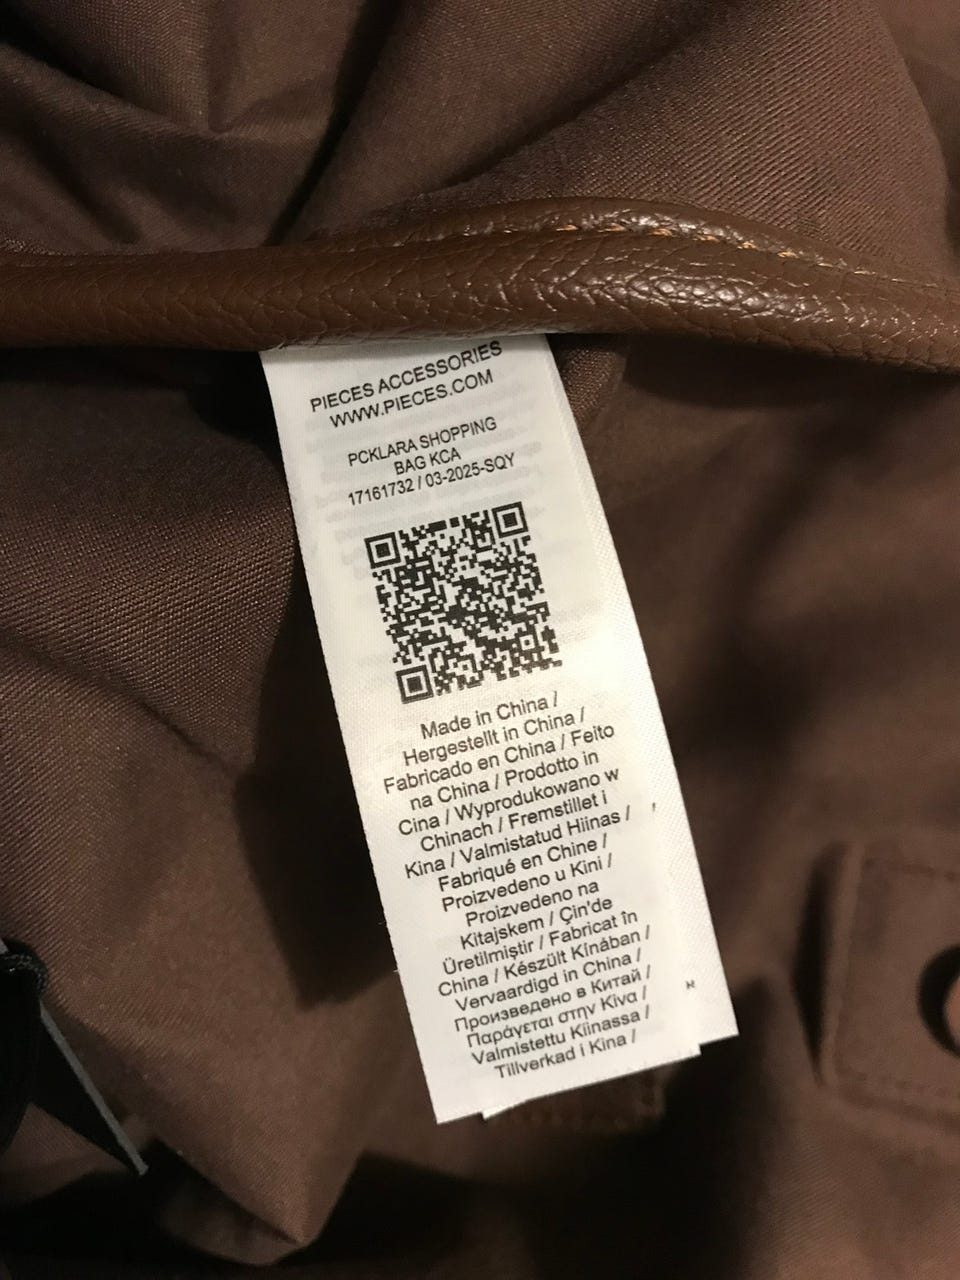 PIECES ACCESSORIES
WWW.PIECES.COM
PCKLARA SHOPPING
BAG KCA
17161732 / 03-2025-SQY
Made in China /
Hergestellt in China /
Fabricado en China / Feito
na China / Prodotto in
Cina / Wyprodukowano w
Chinach / Fremstillet i
Kina / Valmistatud Hiinas /
Fabriqué en Chine /
Proizvedeno u Kini /
Proizvedeno na
Kitajskem / Çin'de
Üretilmiştir / Fabricat în
China / Készült Kínában /
Vervaardigd in China /
Произведено в Китай /
Παράγεται στην Κίνα /
Valmistettu Kiinassa /
Tillverkad i Kina /